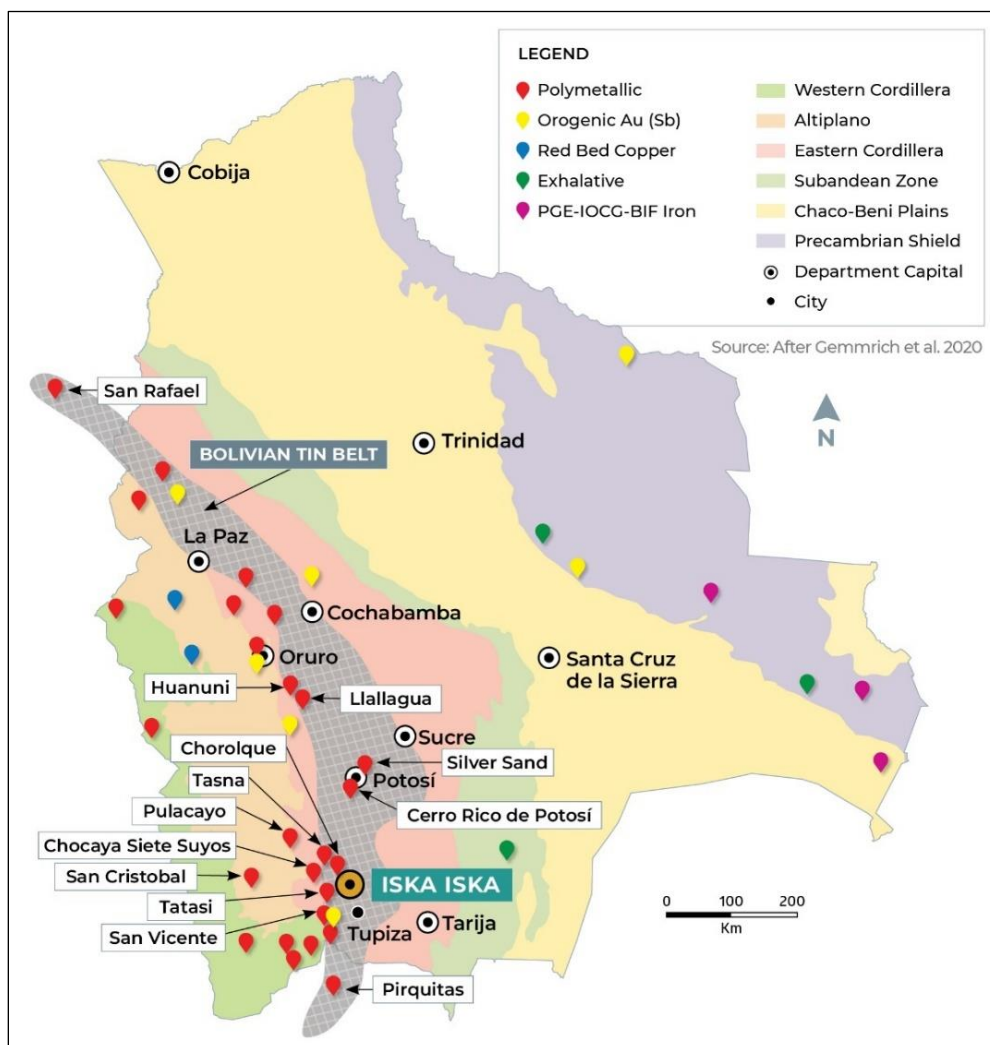 LEGEND
Polymetallic
Orogenic Au (Sb)
Red Bed Copper
Exhalative
PGE-IOCG-BIF Iron
Western Cordillera
Altiplano
Eastern Cordillera
Subandean Zone
Chaco-Beni Plains
Precambrian Shield
Department Capital
City
Source: After Gemmrich et al. 2020
N
Cobija
San Rafael
Trinidad
BOLIVIAN TIN BELT
La Paz
Cochabamba
Oruro
Santa Cruz
de la Sierra
Huanuni
Llallagua
Sucre
Chorolque
Silver Sand
Potosí
Tasna
Pulacayo
Cerro Rico de Potosí
Chocaya Siete Suyos
San Cristobal
ISKA ISKA
Tatasi
Tupiza
Tarija
San Vicente
Pirquitas
0 100 200
Km